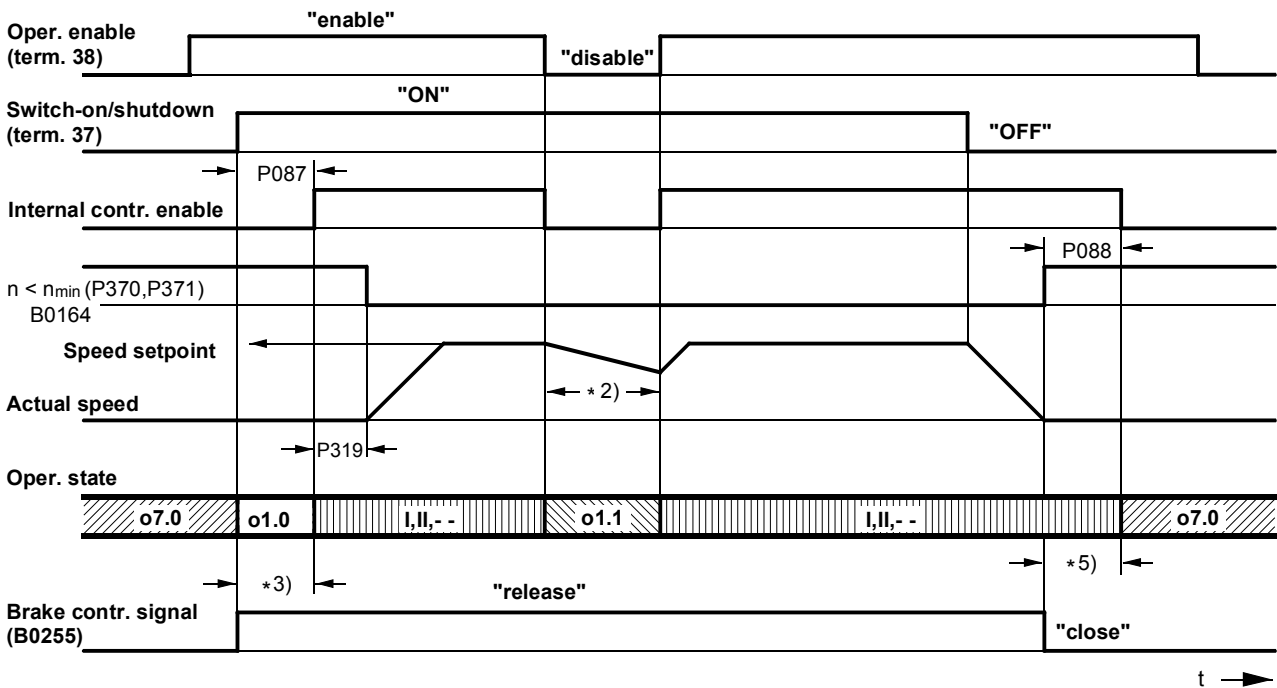 "enable"
Oper. enable
(term. 38)
"disable"
"ON"
Switch-on/shutdown
(term. 37)
"OFF"
P087
Internal contr. enable
P088
n < nmin (P370,P371)
B0164
Speed setpoint
* 2)
Actual speed
P319
Oper. state
o7.0
o1.0
I,II,- -
o1.1
I,II,- -
o7.0
*3)
*5)
"release"
Brake contr. signal
(B0255)
"close"
t